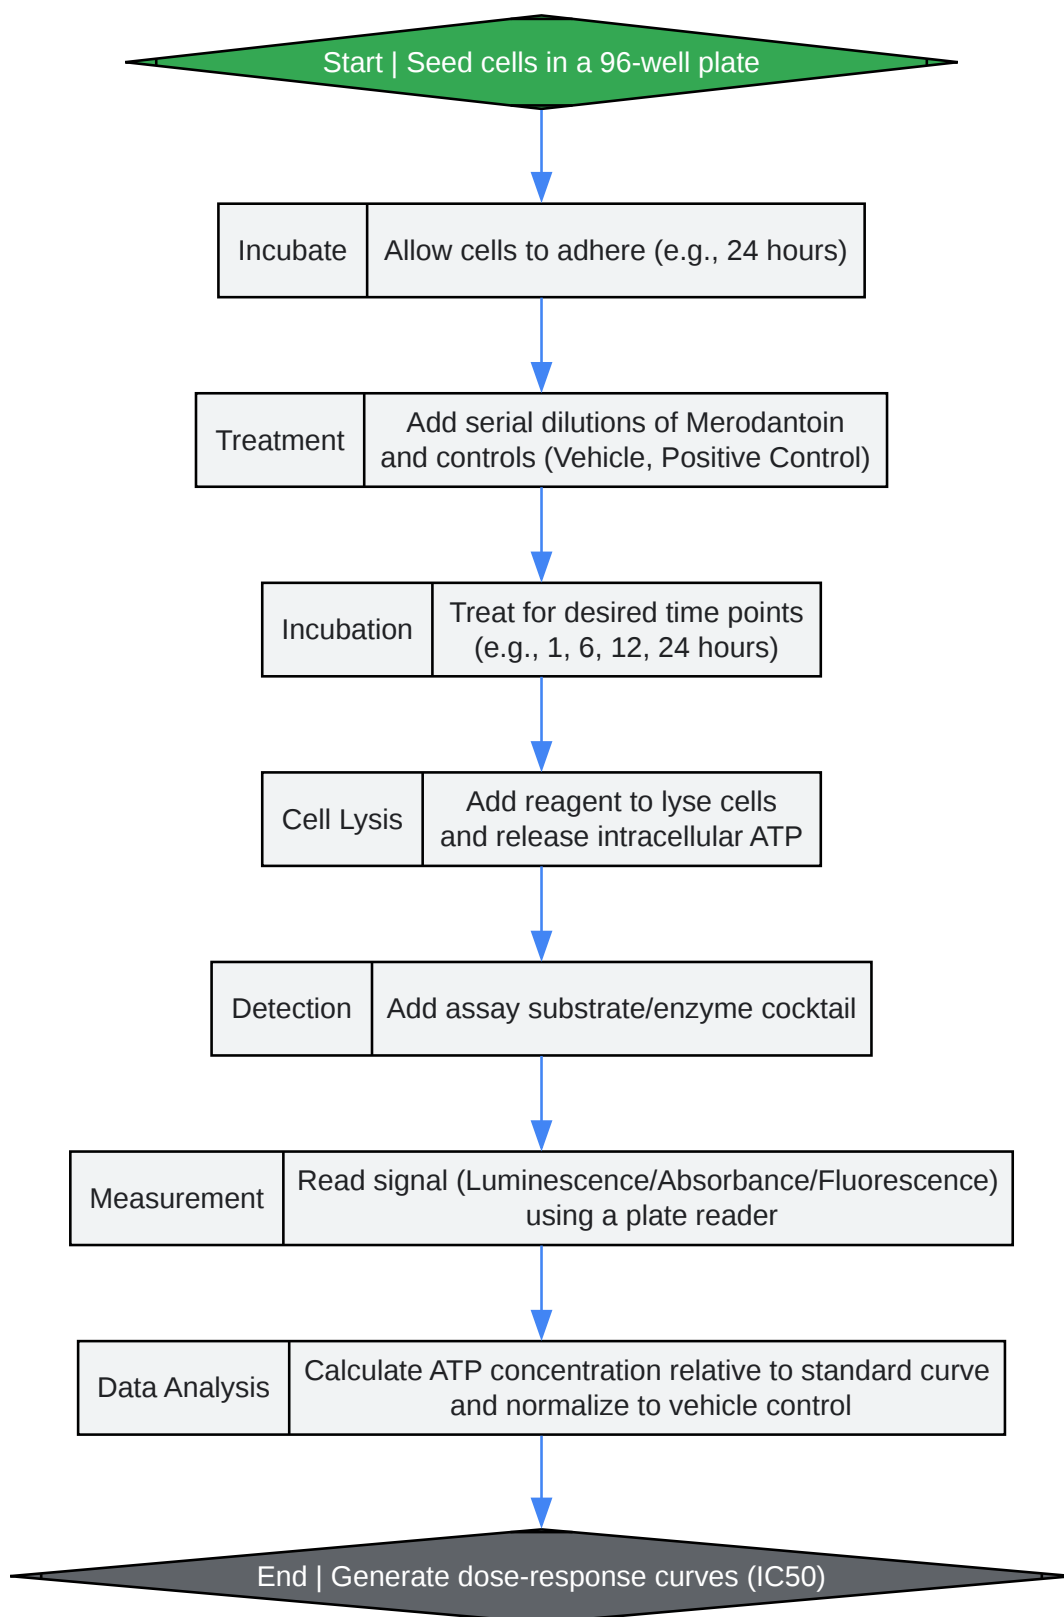 Start | Seed cells in a 96-well plate
Incubate
Allow cells to adhere (e.g., 24 hours)
Treatment
Add serial dilutions of Merodantoin
and controls (Vehicle, Positive Control)
Incubation
Treat for desired time points
(e.g., 1, 6, 12, 24 hours)
Cell Lysis
Add reagent to lyse cells
and release intracellular ATP
Detection
Add assay substrate/enzyme cocktail
Measurement
Read signal (Luminescence/Absorbance/Fluorescence)
using a plate reader
Data Analysis
Calculate ATP concentration relative to standard curve
and normalize to vehicle control
End | Generate dose-response curves (IC50)